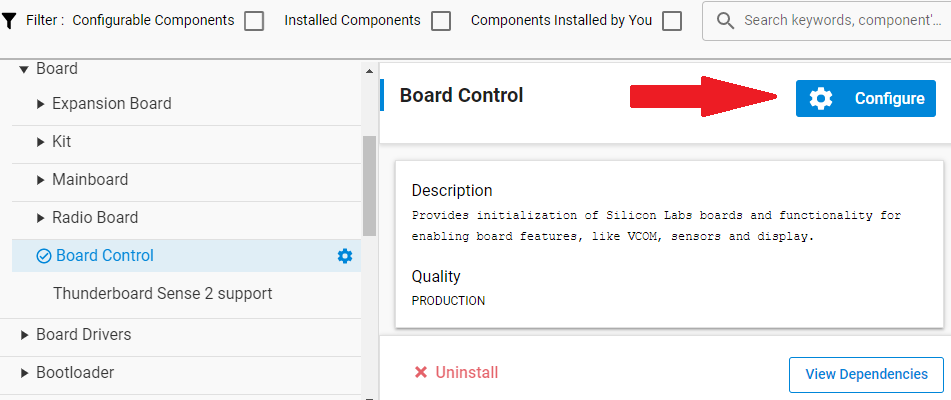 Filter : Configurable Components Installed Components Components Installed by You Search keywords, component'...
Board
Expansion Board
Kit
Mainboard
Radio Board
Board Control
Thunderboard Sense 2 support
Board Drivers
Bootloader
Board Control
Configure
Description
Provides initialization of Silicon Labs boards and functionality for
enabling board features, like VCOM, sensors and display.
Quality
PRODUCTION
Uninstall
View Dependencies